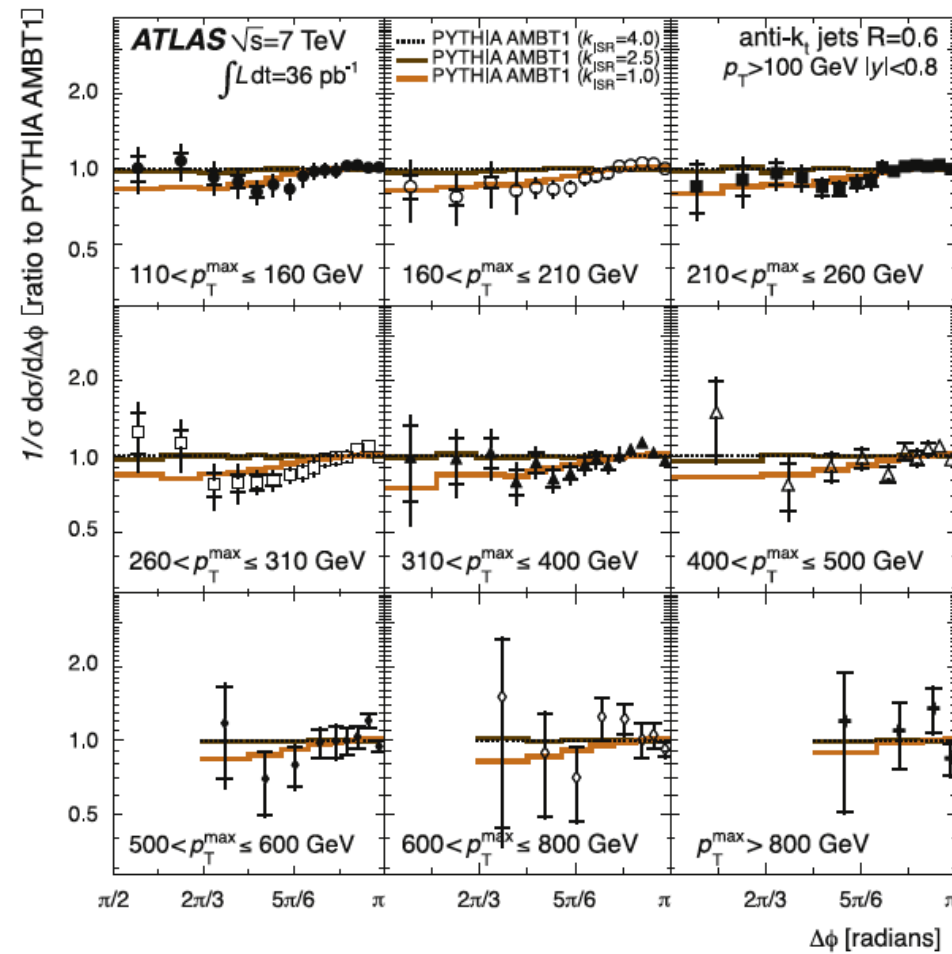 1/σ dσ/dΔϕ [ratio to PYTHIA AMBT1]
ATLAS √s=7 TeV
∫Ldt=36 pb⁻¹
PYTHIA AMBT1 (k_ISR=4.0)
PYTHIA AMBT1 (k_ISR=2.5)
PYTHIA AMBT1 (k_ISR=1.0)
anti-k_t jets R=0.6
p_T>100 GeV |y|<0.8
2.0
1.0
0.5
110<p_T^max≤ 160 GeV
160<p_T^max≤ 210 GeV
210<p_T^max≤ 260 GeV
2.0
1.0
0.5
260<p_T^max≤ 310 GeV
310<p_T^max≤ 400 GeV
400<p_T^max≤ 500 GeV
2.0
1.0
0.5
500<p_T^max≤ 600 GeV
600<p_T^max≤ 800 GeV
p_T^max>800 GeV
π/2 2π/3 5π/6 π 2π/3 5π/6 π 2π/3 5π/6 π
Δϕ [radians]